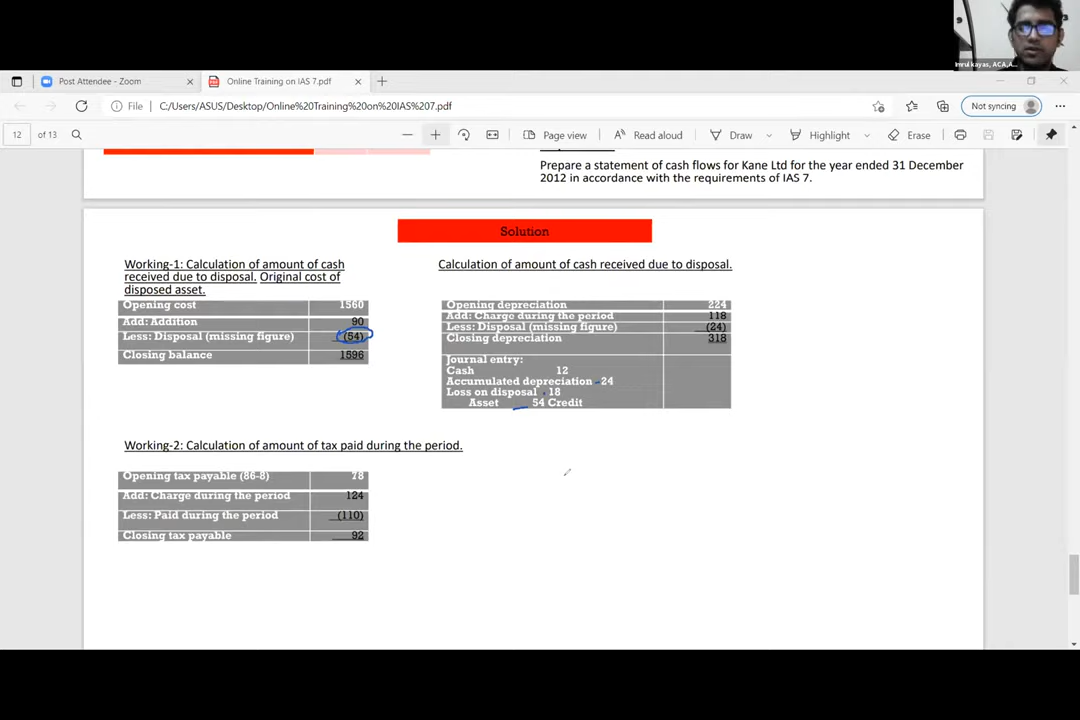 Imrul kayas, ACA,A...
Post Attendee - Zoom
Online Training on IAS 7.pdf
File
C:/Users/ASUS/Desktop/Online%20Training%20on%20IAS%207.pdf
Not syncing
12 of 13
Page view
Read aloud
Draw
Highlight
Erase
Prepare a statement of cash flows for Kane Ltd for the year ended 31 December
2012 in accordance with the requirements of IAS 7.
Solution
Working-1: Calculation of amount of cash
received due to disposal. Original cost of
disposed asset.
Opening cost 1560
Add: Addition 90
Less: Disposal (missing figure) (54)
Closing balance 1596
Calculation of amount of cash received due to disposal.
Opening depreciation 224
Add: Charge during the period 118
Less: Disposal (missing figure) (24)
Closing depreciation 318
Journal entry:
Cash 12
Accumulated depreciation 24
Loss on disposal 18
Asset 54 Credit
Working-2: Calculation of amount of tax paid during the period.
Opening tax payable (86-8) 78
Add: Charge during the period 124
Less: Paid during the period (110)
Closing tax payable 92